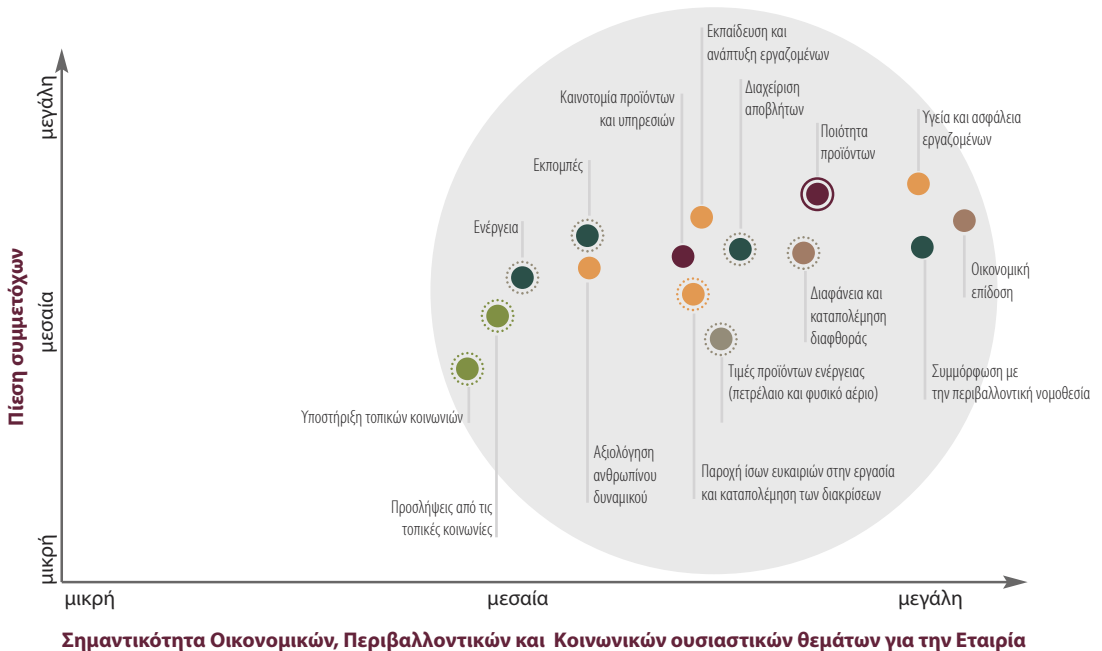 Πίεση συμμετόχων
μεγάλη
μεσαία
μικρή
Εκπαίδευση και
ανάπτυξη εργαζομένων
Καινοτομία προϊόντων
και υπηρεσιών
Διαχείριση
αποβλήτων
Ποιότητα
προϊόντων
Υγεία και ασφάλεια
εργαζομένων
Εκπομπές
Ενέργεια
Οικονομική
επίδοση
Διαφάνεια και
καταπολέμηση
διαφθοράς
Τιμές προϊόντων ενέργειας
(πετρέλαιο και φυσικό αέριο)
Συμμόρφωση με
την περιβαλλοντική νομοθεσία
Υποστήριξη τοπικών κοινωνιών
Αξιολόγηση
ανθρωπίνου
δυναμικού
Παροχή ίσων ευκαιριών στην εργασία
και καταπολέμηση των διακρίσεων
Προσλήψεις από τις
τοπικές κοινωνίες
μικρή
μεσαία
μεγάλη
Σημαντικότητα Οικονομικών, Περιβαλλοντικών και Κοινωνικών ουσιαστικών θεμάτων για την Εταιρία